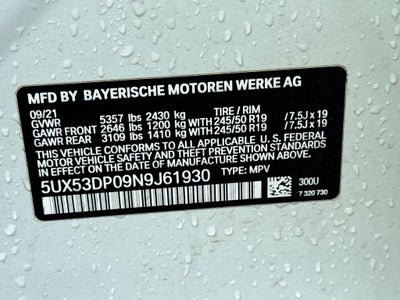 MFD BY BAYERISCHE MOTOREN WERKE AG
09/21 TIRE / RIM
GVWR 5357 lbs 2430 kg
GAWR FRONT 2646 lbs 1200 kg 245/50 R19 / 7.5J x 19
GAWR REAR 3109 lbs 1410 kg 245/50 R19 / 7.5J x 19
THIS VEHICLE CONFORMS TO ALL APPLICABLE U. S. FEDERAL
MOTOR VEHICLE SAFETY AND THEFT PREVENTION STANDARDS
IN EFFECT ON THE DATE OF MANUFACTURE SHOWN ABOVE.
5UX53DP09N9J61930 TYPE: MPV 300U
7 320 730